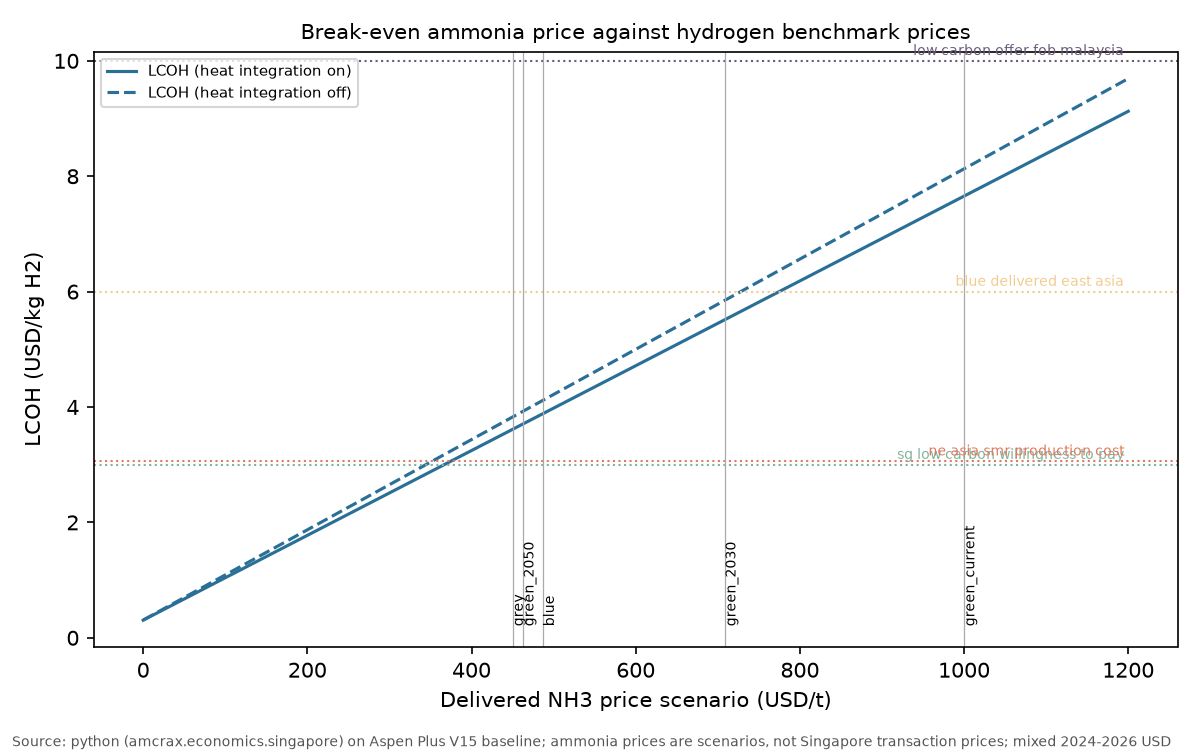 Break-even ammonia price against hydrogen benchmark prices
LCOH (heat integration on)
LCOH (heat integration off)
low carbon offer fob malaysia
blue delivered east asia
ne asia smr production cost
sg low carbon willingness to pay
LCOH (USD/kg H2)
10
8
6
4
2
0
grey
green_2050
blue
green_2030
green_current
0 200 400 600 800 1000 1200
Delivered NH3 price scenario (USD/t)
Source: python (amcrax.economics.singapore) on Aspen Plus V15 baseline; ammonia prices are scenarios, not Singapore transaction prices; mixed 2024-2026 USD